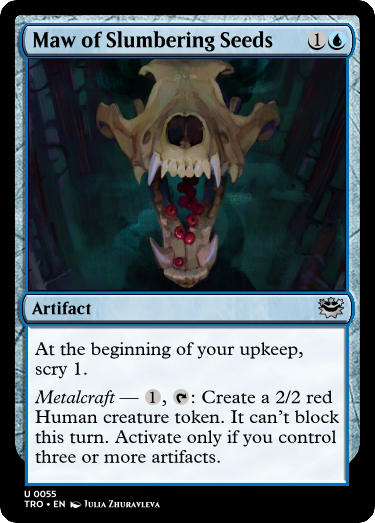 Maw of Slumbering Seeds 1
Artifact
At the beginning of your upkeep,
scry 1.
Metalcraft — 1, : Create a 2/2 red
Human creature token. It can't block
this turn. Activate only if you control
three or more artifacts.
U 0055
TRO • EN Julia Zhuravleva